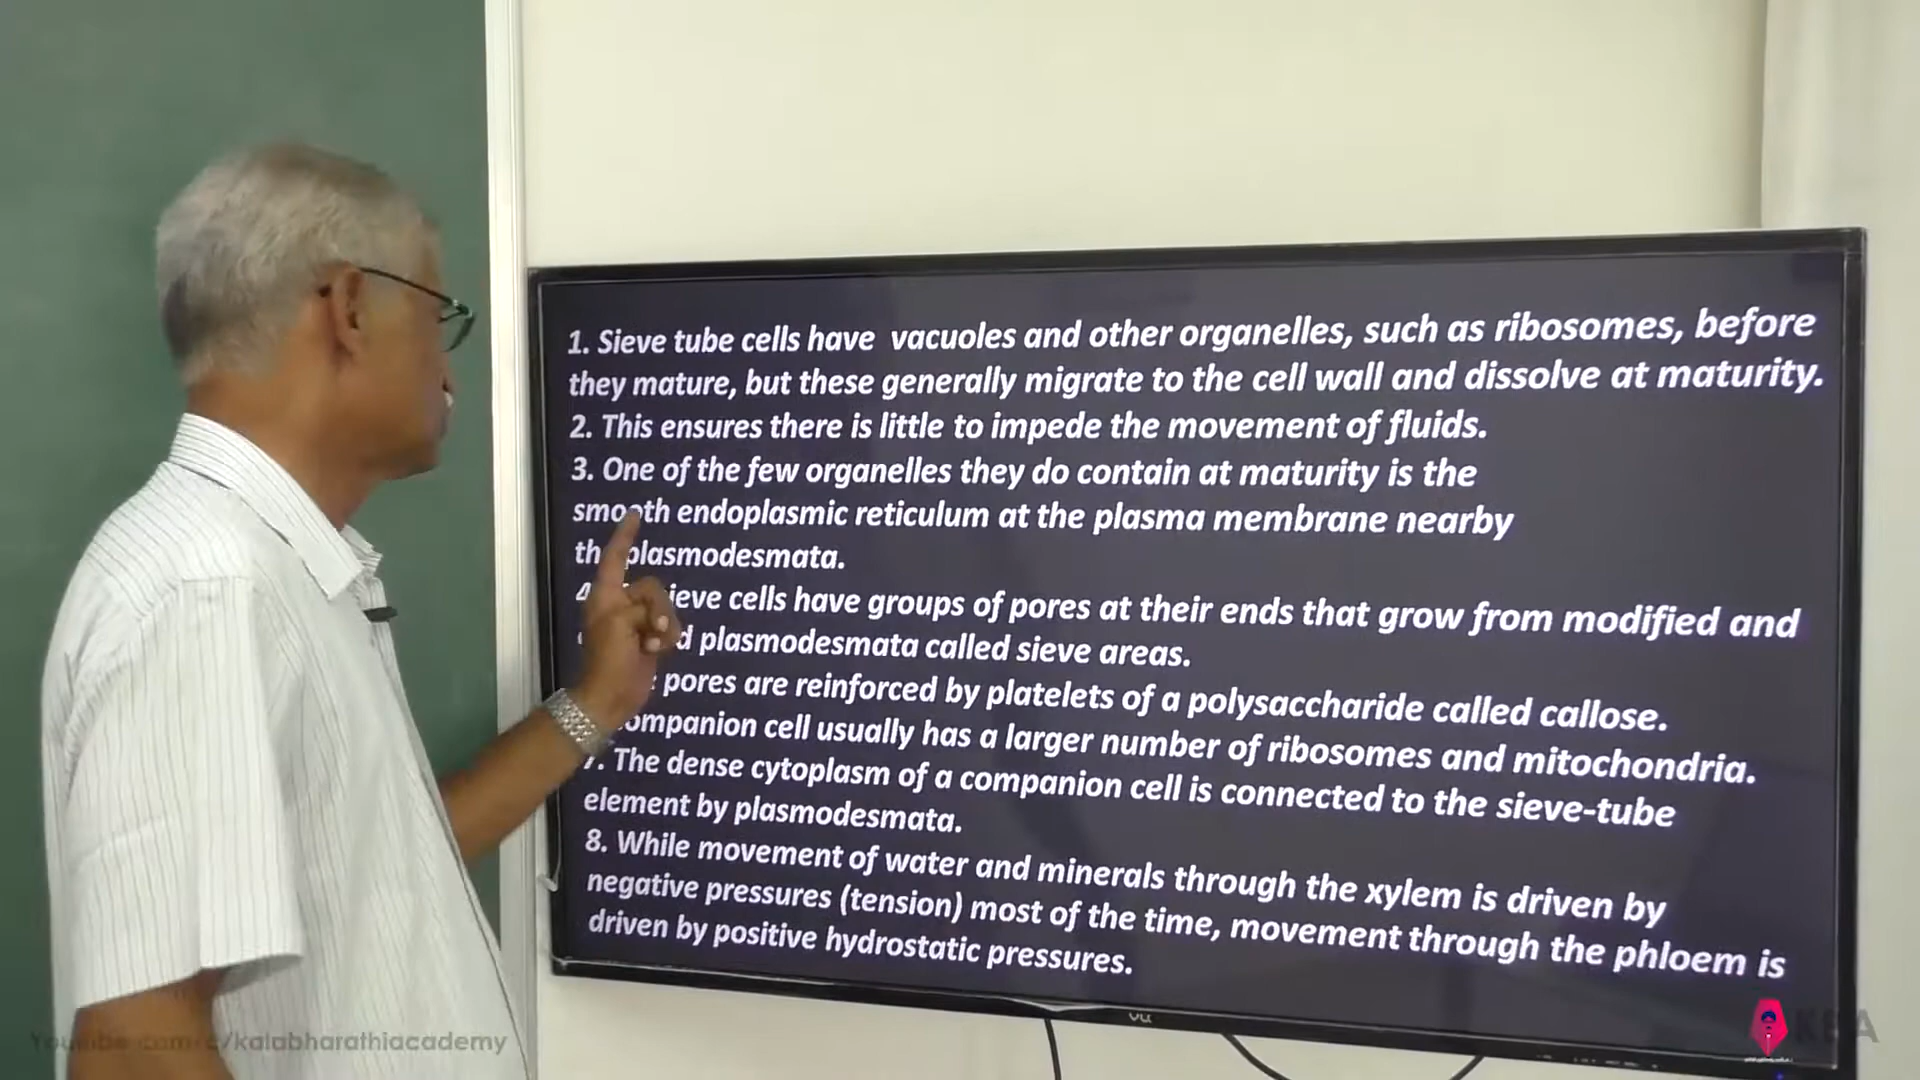 1. Sieve tube cells have vacuoles and other organelles, such as ribosomes, before
they mature, but these generally migrate to the cell wall and dissolve at maturity.
2. This ensures there is little to impede the movement of fluids.
3. One of the few organelles they do contain at maturity is the
smooth endoplasmic reticulum at the plasma membrane nearby
plasmodesmata.
cells have groups of pores at their ends that grow from modified and
plasmodesmata called sieve areas.
pores are reinforced by platelets of a polysaccharide called callose.
companion cell usually has a larger number of ribosomes and mitochondria.
7. The dense cytoplasm of a companion cell is connected to the sieve-tube
element by plasmodesmata.
8. While movement of water and minerals through the xylem is driven by
negative pressures (tension) most of the time, movement through the phloem is
driven by positive hydrostatic pressures.
VU
KBA
Youtube.com/c/kalabharathiacademy